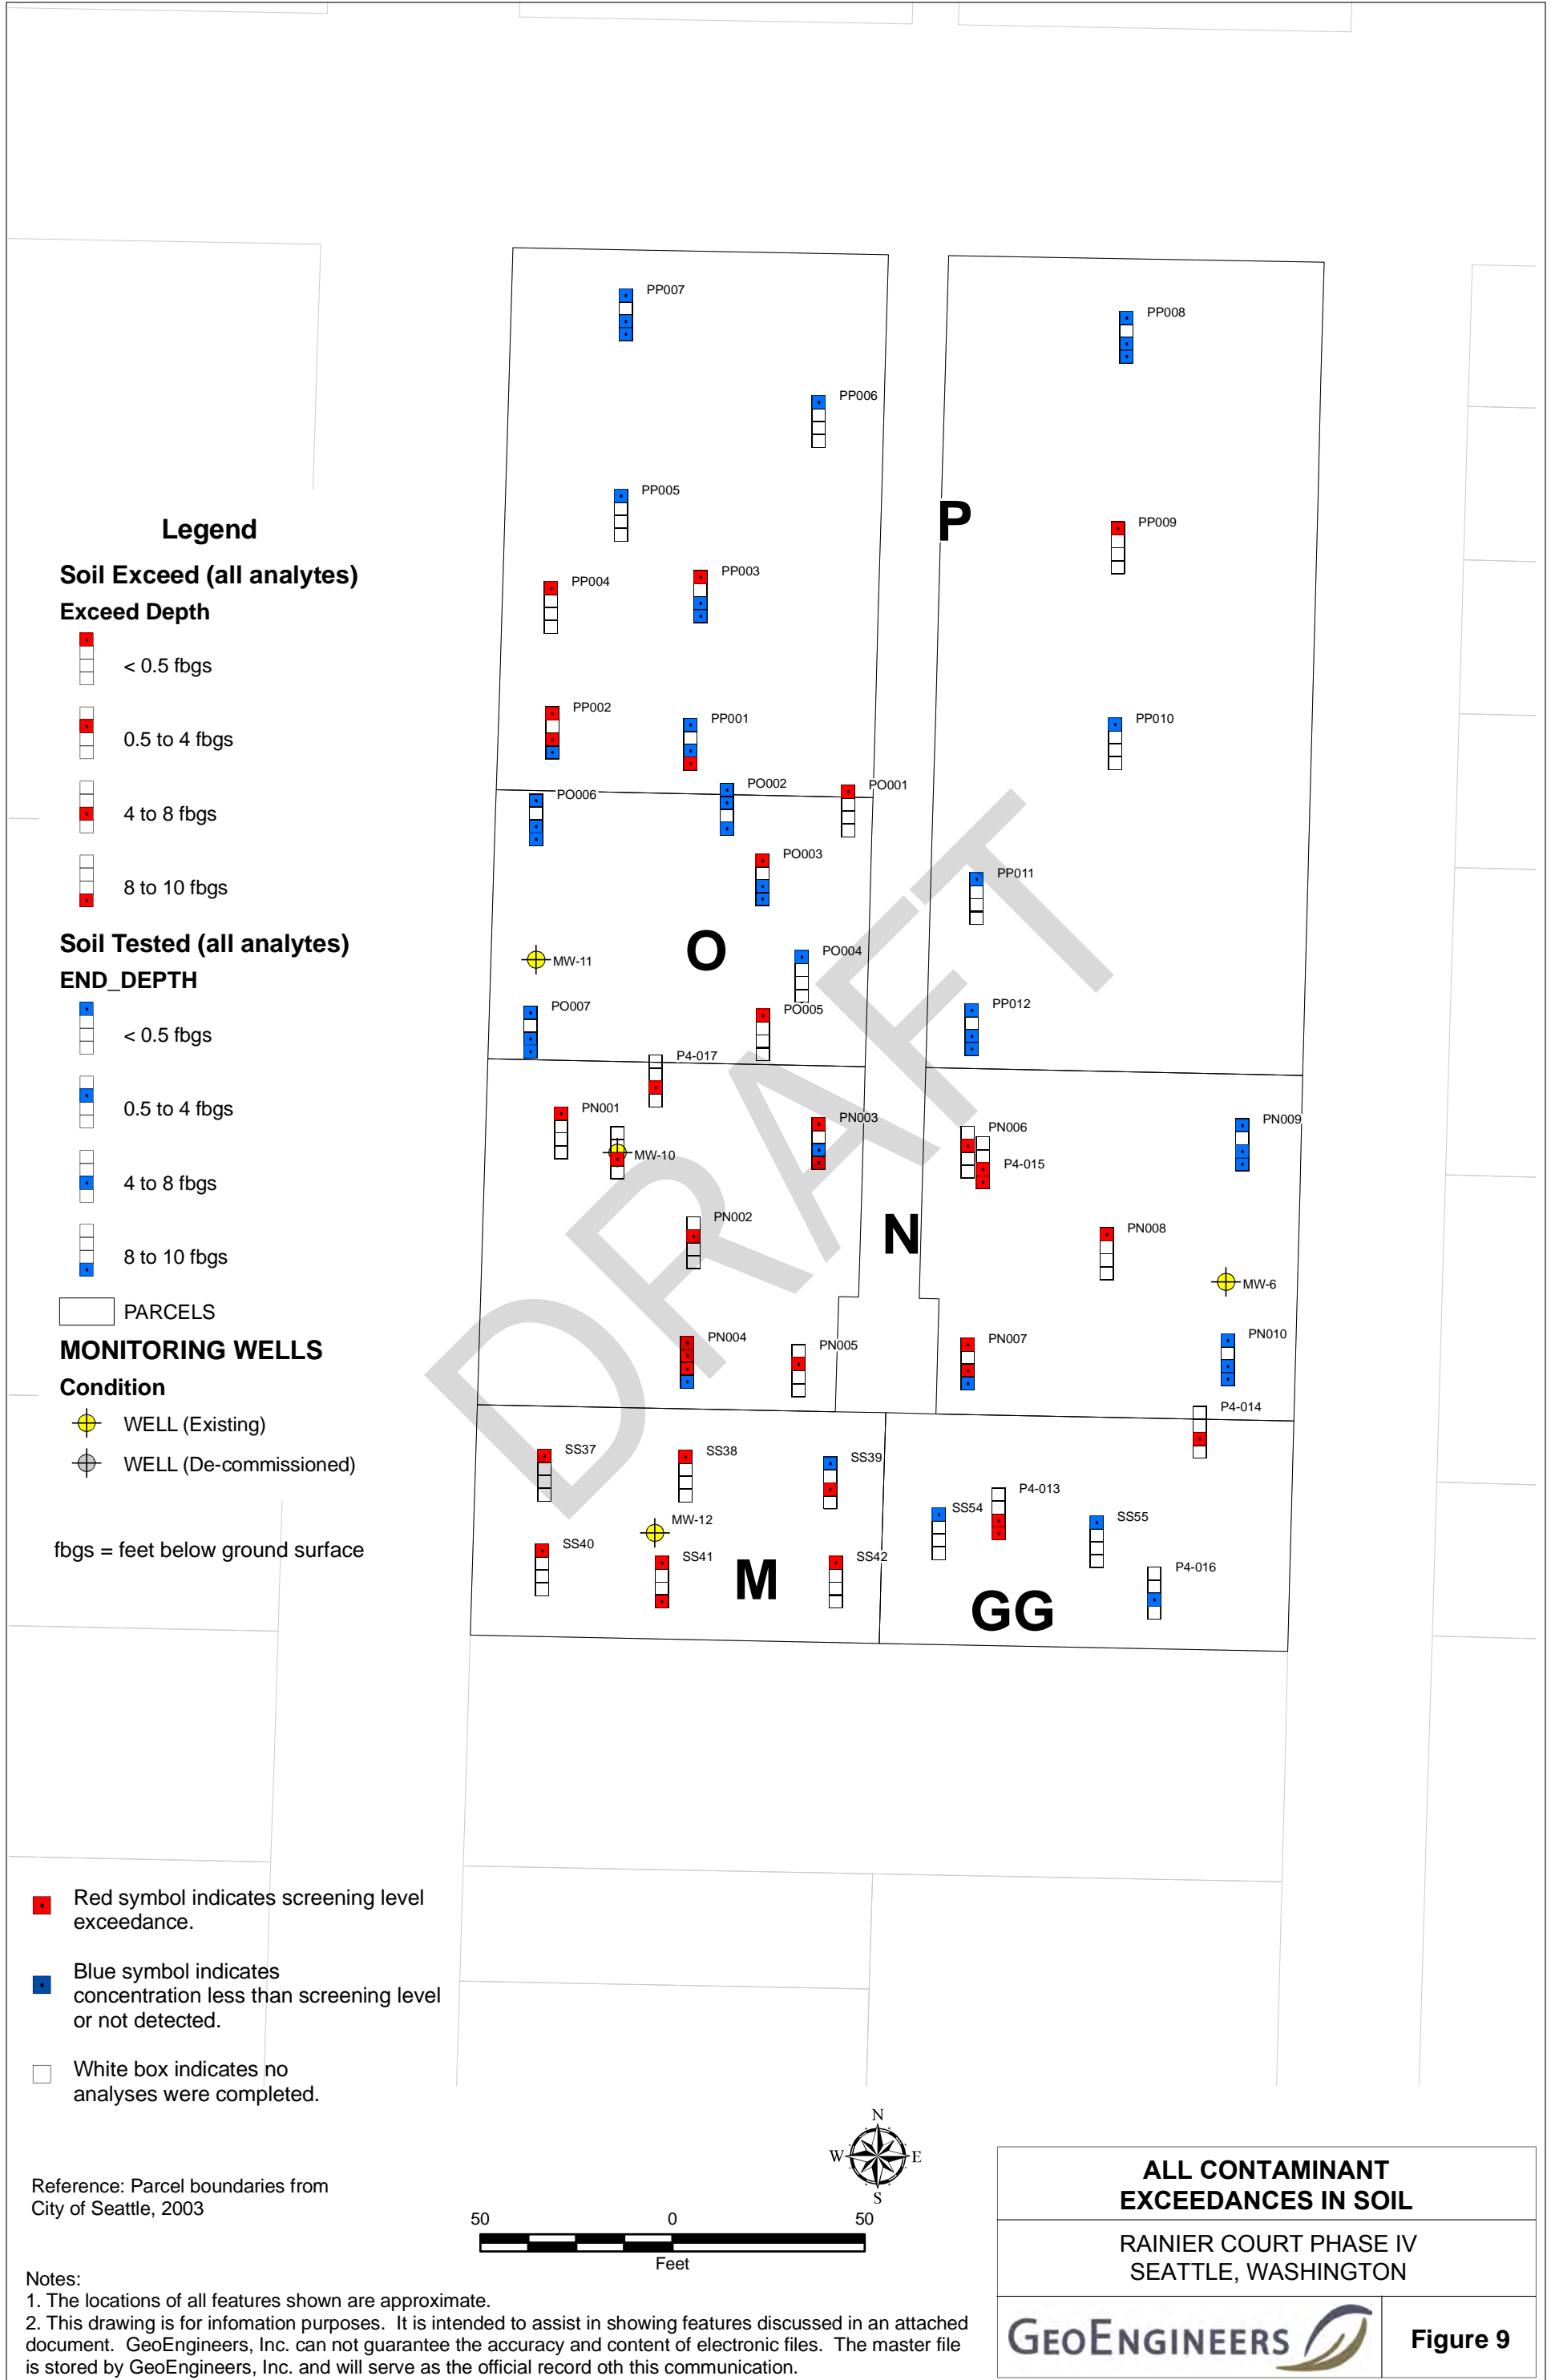 PP007
PP008
PP006
PP005
P
PP009
Legend
Soil Exceed (all analytes)
Exceed Depth
< 0.5 fbgs
0.5 to 4 fbgs
4 to 8 fbgs
8 to 10 fbgs
PP004
PP003
PP002
PP001
PP010
PO006
PO002
PO001
PO003
PP011
Soil Tested (all analytes)
END_DEPTH
< 0.5 fbgs
0.5 to 4 fbgs
4 to 8 fbgs
8 to 10 fbgs
PARCELS
O
MW-11
PO004
PO007
PO005
PP012
P4-017
PN001
MW-10
PN003
PN006
P4-015
PN009
DRAFT
PN002
N
PN008
MW-6
PN004
PN005
PN007
PN010
MONITORING WELLS
Condition
WELL (Existing)
WELL (De-commissioned)
fbgs = feet below ground surface
P4-014
SS37
SS38
SS39
P4-013
SS54
SS55
MW-12
SS40
SS41
SS42
M
P4-016
GG
Red symbol indicates screening level
exceedance.
Blue symbol indicates
concentration less than screening level
or not detected.
White box indicates no
analyses were completed.
N
W
E
S
Reference: Parcel boundaries from
City of Seattle, 2003
50 0 50
Feet
Notes:
1. The locations of all features shown are approximate.
2. This drawing is for infomation purposes. It is intended to assist in showing features discussed in an attached
document. GeoEngineers, Inc. can not guarantee the accuracy and content of electronic files. The master file
is stored by GeoEngineers, Inc. and will serve as the official record oth this communication.
ALL CONTAMINANT
EXCEEDANCES IN SOIL
RAINIER COURT PHASE IV
SEATTLE, WASHINGTON
GEOENGINEERS
Figure 9